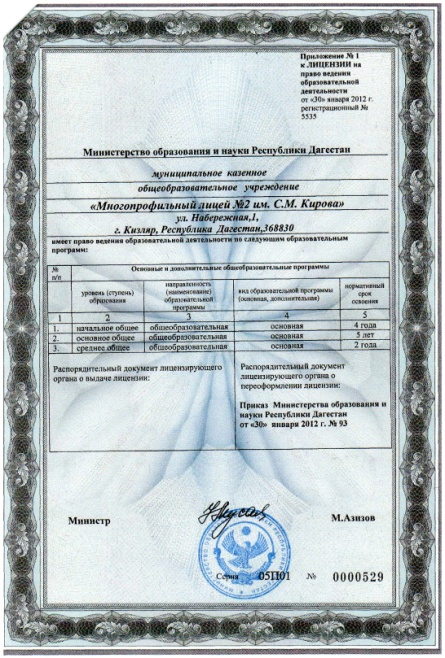 Приложение № 1
к ЛИЦЕНЗИИ на
право ведения
образовательной
деятельности
от «30» января 2012 г.
регистрационный №
5535
Министерство образования и науки Республики Дагестан
муниципальное казенное
общеобразовательное учреждение
«Многопрофильный лицей №2 им. С.М. Кирова»
ул. Набережная,1,
г. Кизляр, Республика Дагестан,368830
имеет право ведения образовательной деятельности по следующим образовательным
программам:
№ п/п
Основные и дополнительные общеобразовательные программы
уровень (ступень) образования
направленность (наименование) образовательной программы
вид образовательной программы (основная, дополнительная)
нормативный срок освоения
1 2 3 4 5
1. начальное общее общеобразовательная основная 4 года
2. основное общее общеобразовательная основная 5 лет
3. среднее общее общеобразовательная основная 2 года
Распорядительный документ лицензирующего
органа о выдаче лицензии:
Распорядительный документ
лицензирующего органа о
переоформлении лицензии:
Приказ Министерства образования и
науки Республики Дагестан
от «30» января 2012 г. № 93
Министр
М.Азизов
Серия 05П01 № 0000529